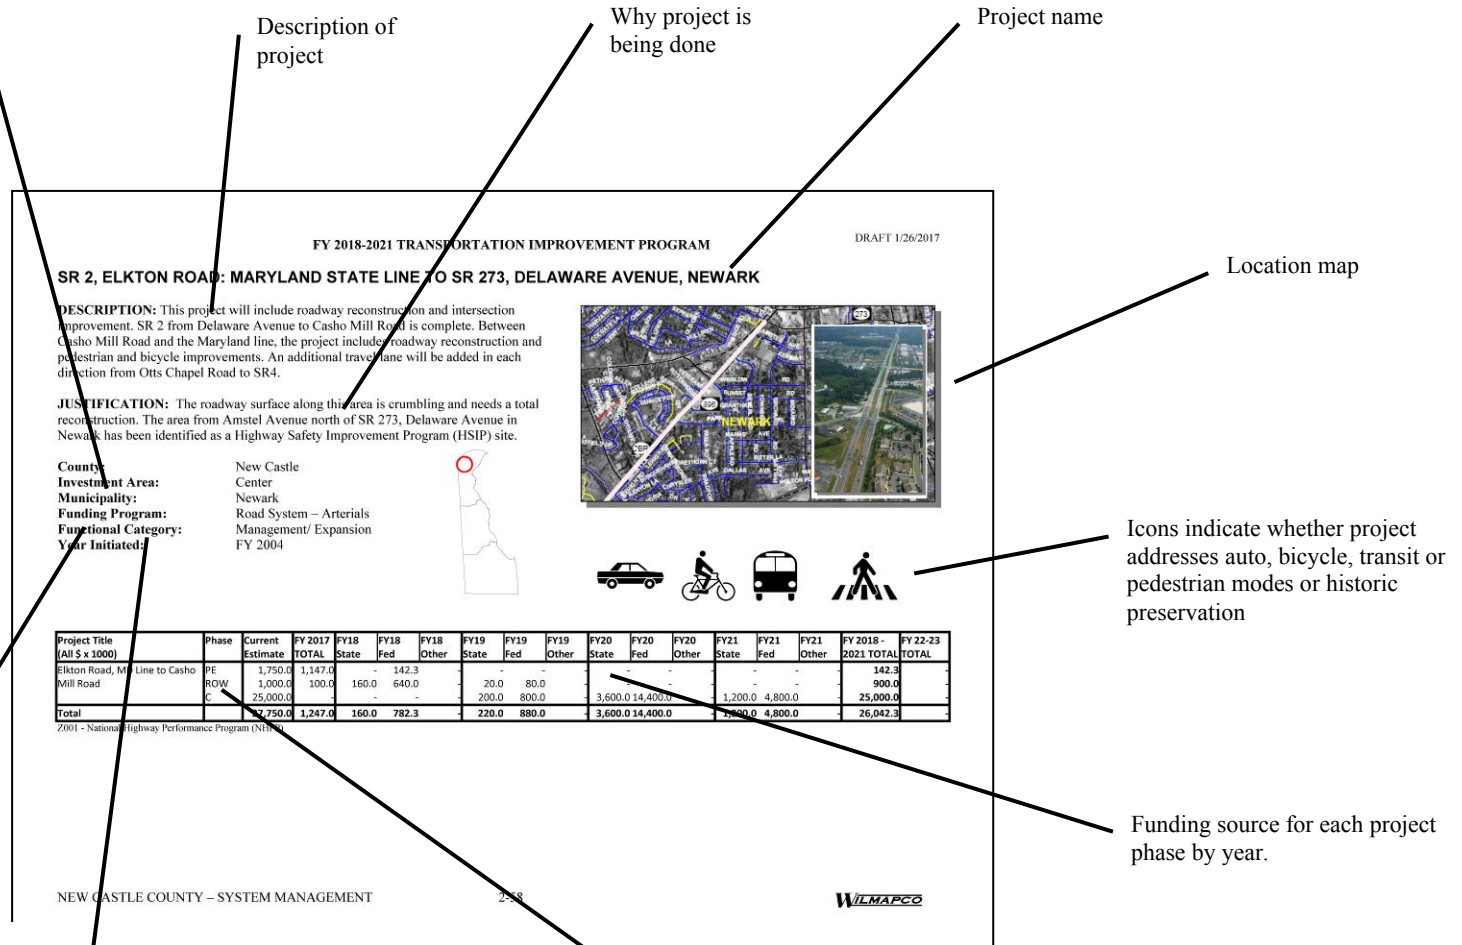 Description of
project
Why project is
being done
Project name
DRAFT 1/26/2017
FY 2018-2021 TRANSPORTATION IMPROVEMENT PROGRAM
SR 2, ELKTON ROAD: MARYLAND STATE LINE TO SR 273, DELAWARE AVENUE, NEWARK
Location map
DESCRIPTION: This project will include roadway reconstruction and intersection
improvement. SR 2 from Delaware Avenue to Casho Mill Road is complete. Between
Casho Mill Road and the Maryland line, the project includes roadway reconstruction and
pedestrian and bicycle improvements. An additional travel lane will be added in each
direction from Otts Chapel Road to SR4.
JUSTIFICATION: The roadway surface along this area is crumbling and needs a total
reconstruction. The area from Amstel Avenue north of SR 273, Delaware Avenue in
Newark has been identified as a Highway Safety Improvement Program (HSIP) site.
273
WINSLOW RD
SUNSET RD
896
NEWARK
DALLAS AVE
County: New Castle
Investment Area: Center
Municipality: Newark
Funding Program: Road System – Arterials
Functional Category: Management/ Expansion
Year Initiated: FY 2004
Icons indicate whether project
addresses auto, bicycle, transit or
pedestrian modes or historic
preservation
Project Title Phase Current FY 2017 FY18 FY18 FY18 FY19 FY19 FY19 FY20 FY20 FY20 FY21 FY21 FY21 FY 2018 - FY 22-23
(All $ x 1000) Estimate TOTAL State Fed Other State Fed Other State Fed Other State Fed Other 2021 TOTAL TOTAL
Elkton Road, MD Line to Casho PE 1,750.0 1,147.0 - 142.3 - - - - - - - - - - 142.3 -
Mill Road ROW 1,000.0 100.0 160.0 640.0 - 20.0 80.0 - - - - - - - 900.0 -
C 25,000.0 - - - - 200.0 800.0 - 3,600.0 14,400.0 - 1,200.0 4,800.0 - 25,000.0 -
Total 27,750.0 1,247.0 160.0 782.3 - 220.0 880.0 - 3,600.0 14,400.0 - 1,200.0 4,800.0 - 26,042.3 -
Z001 - National Highway Performance Program (NHPP)
Funding source for each project
phase by year.
NEW CASTLE COUNTY – SYSTEM MANAGEMENT 2-58 WILMAPCO